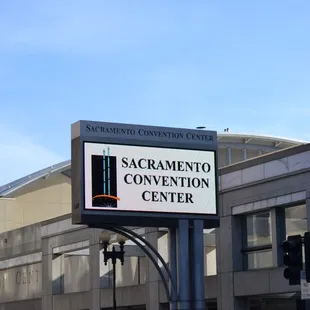 SACRAMENTO CONVENTION CENTER
SACRAMENTO
CONVENTION
CENTER